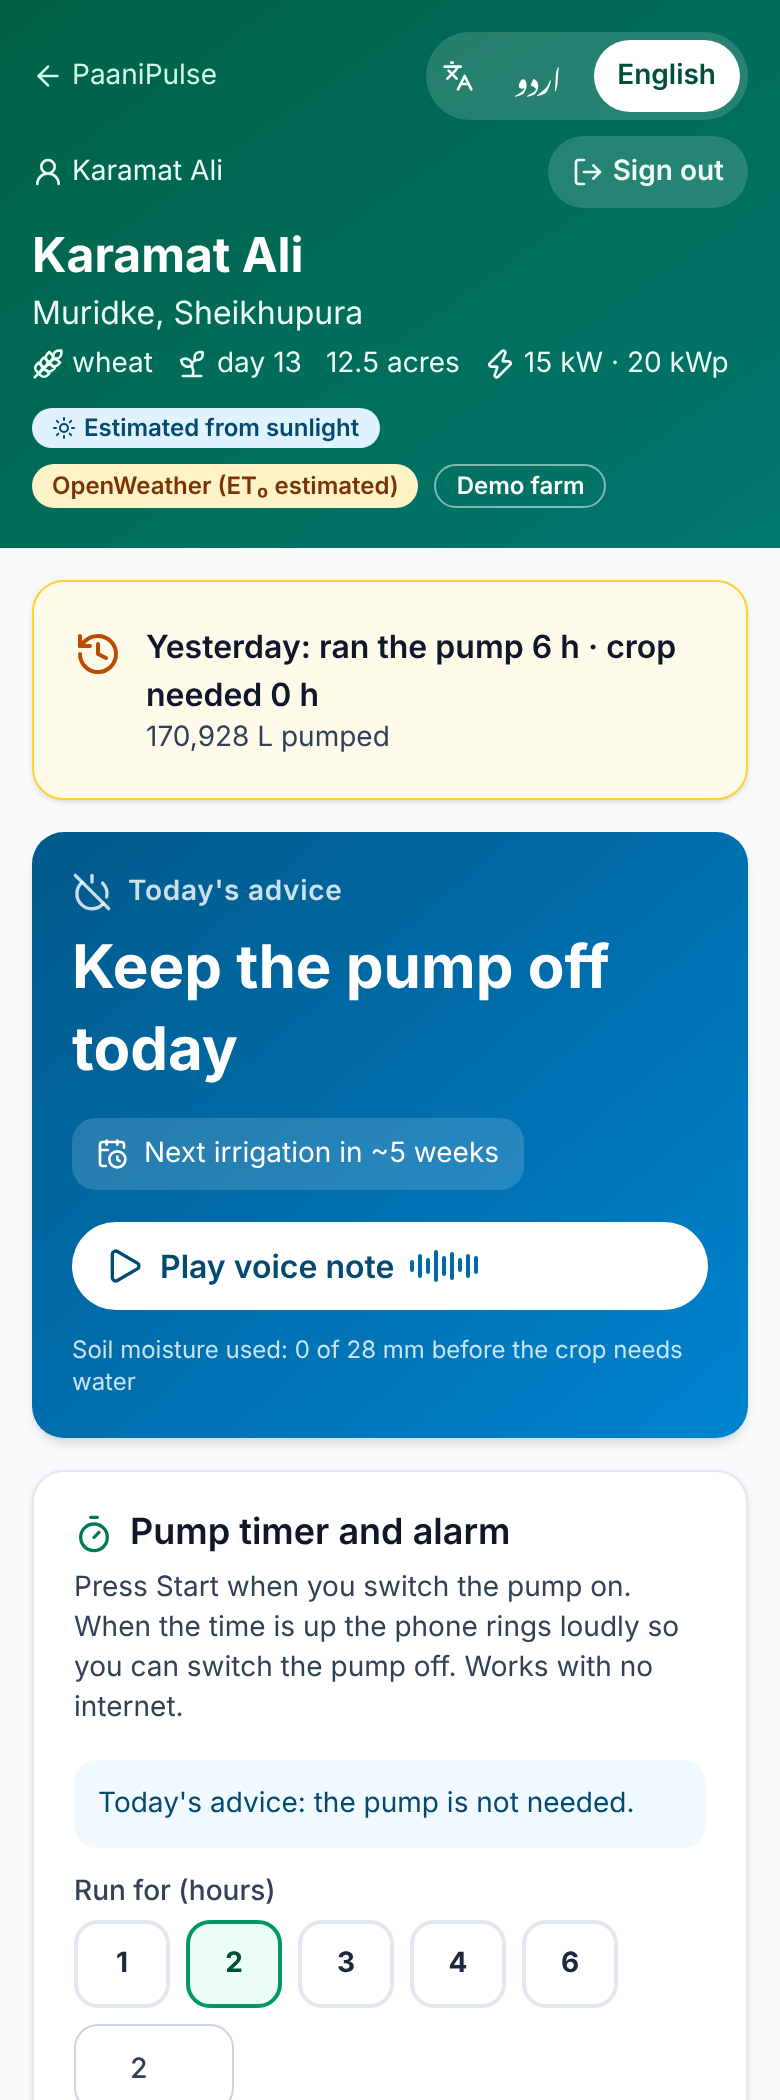 PaaniPulse
اردو
English
Karamat Ali
Sign out
Karamat Ali
Muridke, Sheikhupura
wheat day 13 12.5 acres 15 kW · 20 kWp
Estimated from sunlight
OpenWeather (ET₀ estimated) Demo farm
Yesterday: ran the pump 6 h · crop
needed 0 h
170,928 L pumped
Today's advice
Keep the pump off
today
Next irrigation in ~5 weeks
Play voice note
Soil moisture used: 0 of 28 mm before the crop needs
water
Pump timer and alarm
Press Start when you switch the pump on.
When the time is up the phone rings loudly so
you can switch the pump off. Works with no
internet.
Today's advice: the pump is not needed.
Run for (hours)
1 2 3 4 6
2